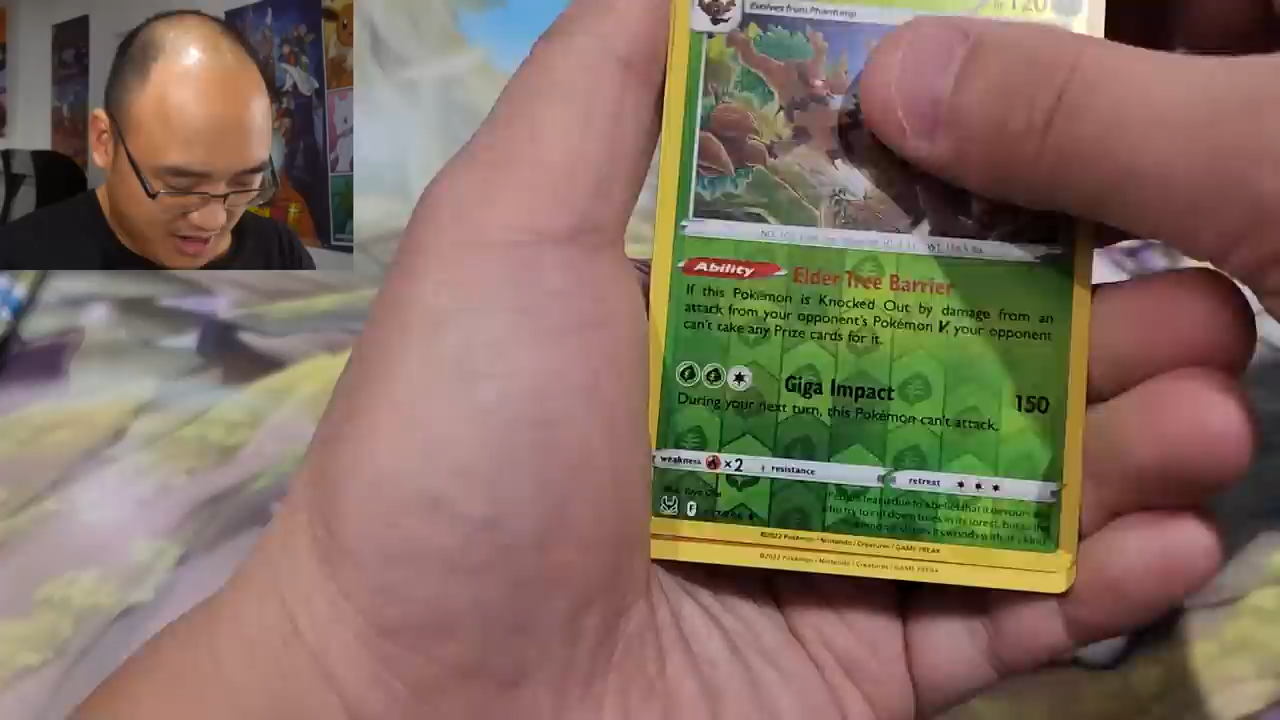 Evolves from Phantump
120
Ability Elder Tree Barrier
If this Pokémon is Knocked Out by damage from an
attack from your opponent's Pokémon V, your opponent
can't take any Prize cards for it.
Giga Impact 150
During your next turn, this Pokémon can't attack.
weakness ×2 resistance retreat
F
©2022 Pokémon / Nintendo / Creatures / GAME FREAK
©2022 Pokémon / Nintendo / Creatures / GAME FREAK